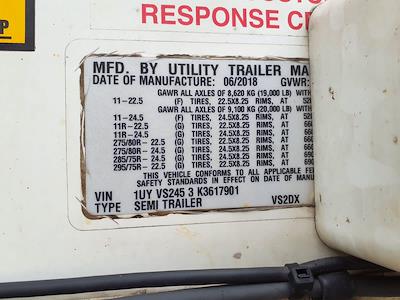 RESPONSE CE
MFD. BY UTILITY TRAILER MA
DATE OF MANUFACTURE: 06/2018 GVWR:
GAWR ALL AXLES OF 8,620 KG (19,000 LB) WITH
11-22.5 (F) TIRES, 22.5X8.25 RIMS, AT
GAWR ALL AXLES OF 9,100 KG (20,000 LB) WITH
11-24.5 (F) TIRES, 24.5X8.25 RIMS, AT
11R-22.5 (G) TIRES, 22.5X8.25 RIMS, AT
11R-24.5 (G) TIRES, 24.5X8.25 RIMS, AT
275/80R-22.5 (G) TIRES, 22.5X8.25 RIMS, AT
275/80R-24.5 (G) TIRES, 24.5X8.25 RIMS, AT
285/75R-24.5 (G) TIRES, 24.5X8.25 RIMS, AT
295/75R-22.5 (G) TIRES, 22.5X8.25 RIMS, AT
THIS VEHICLE CONFORMS TO ALL APPLICABLE FE
SAFETY STANDARDS IN EFFECT ON THE DATE OF MANU
VIN 1UY VS245 3 K3617901
TYPE SEMI TRAILER VS2DX